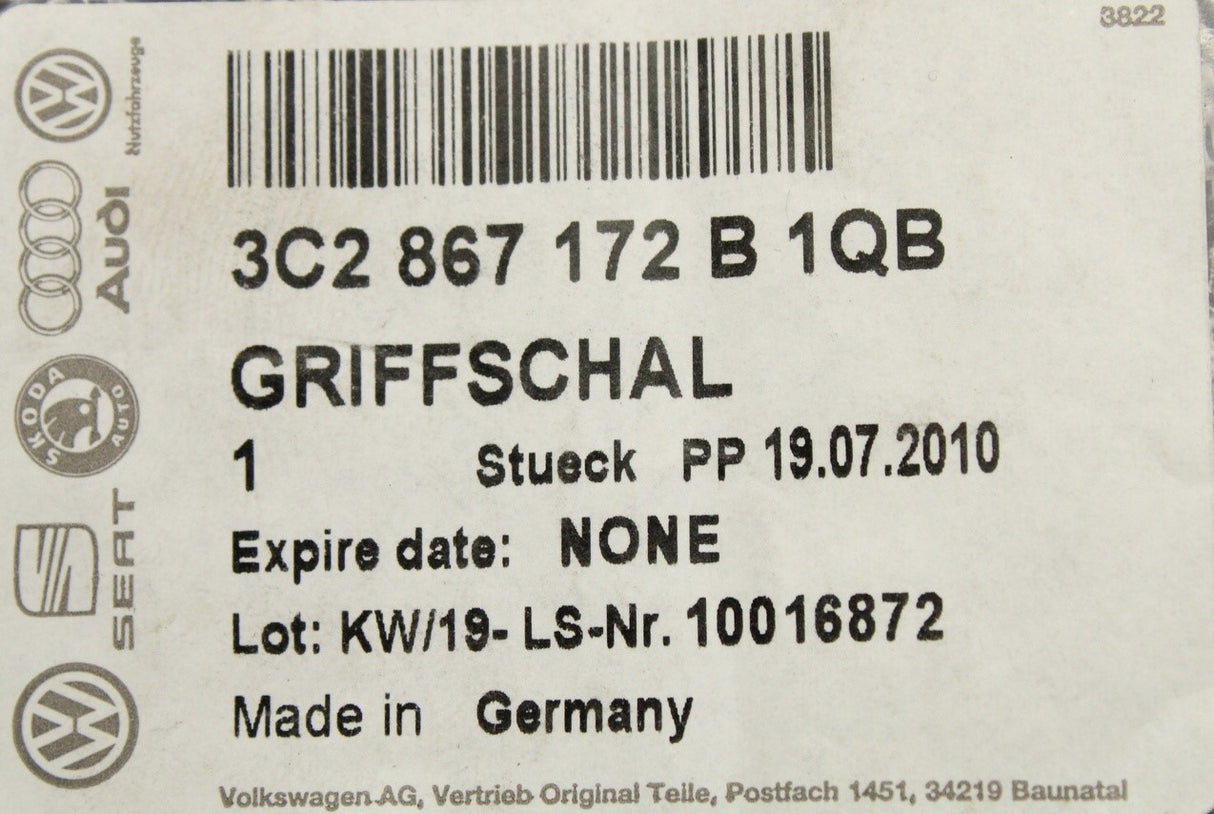 3822
Nutzfahrzeuge
Audi
SKODA
AUTO
SEAT
3C2 867 172 B 1QB
GRIFFSCHAL
1 Stueck PP 19.07.2010
Expire date: NONE
Lot: KW/19- LS-Nr. 10016872
Made in Germany
Volkswagen AG, Vertrieb Original Teile, Postfach 1451, 34219 Baunatal